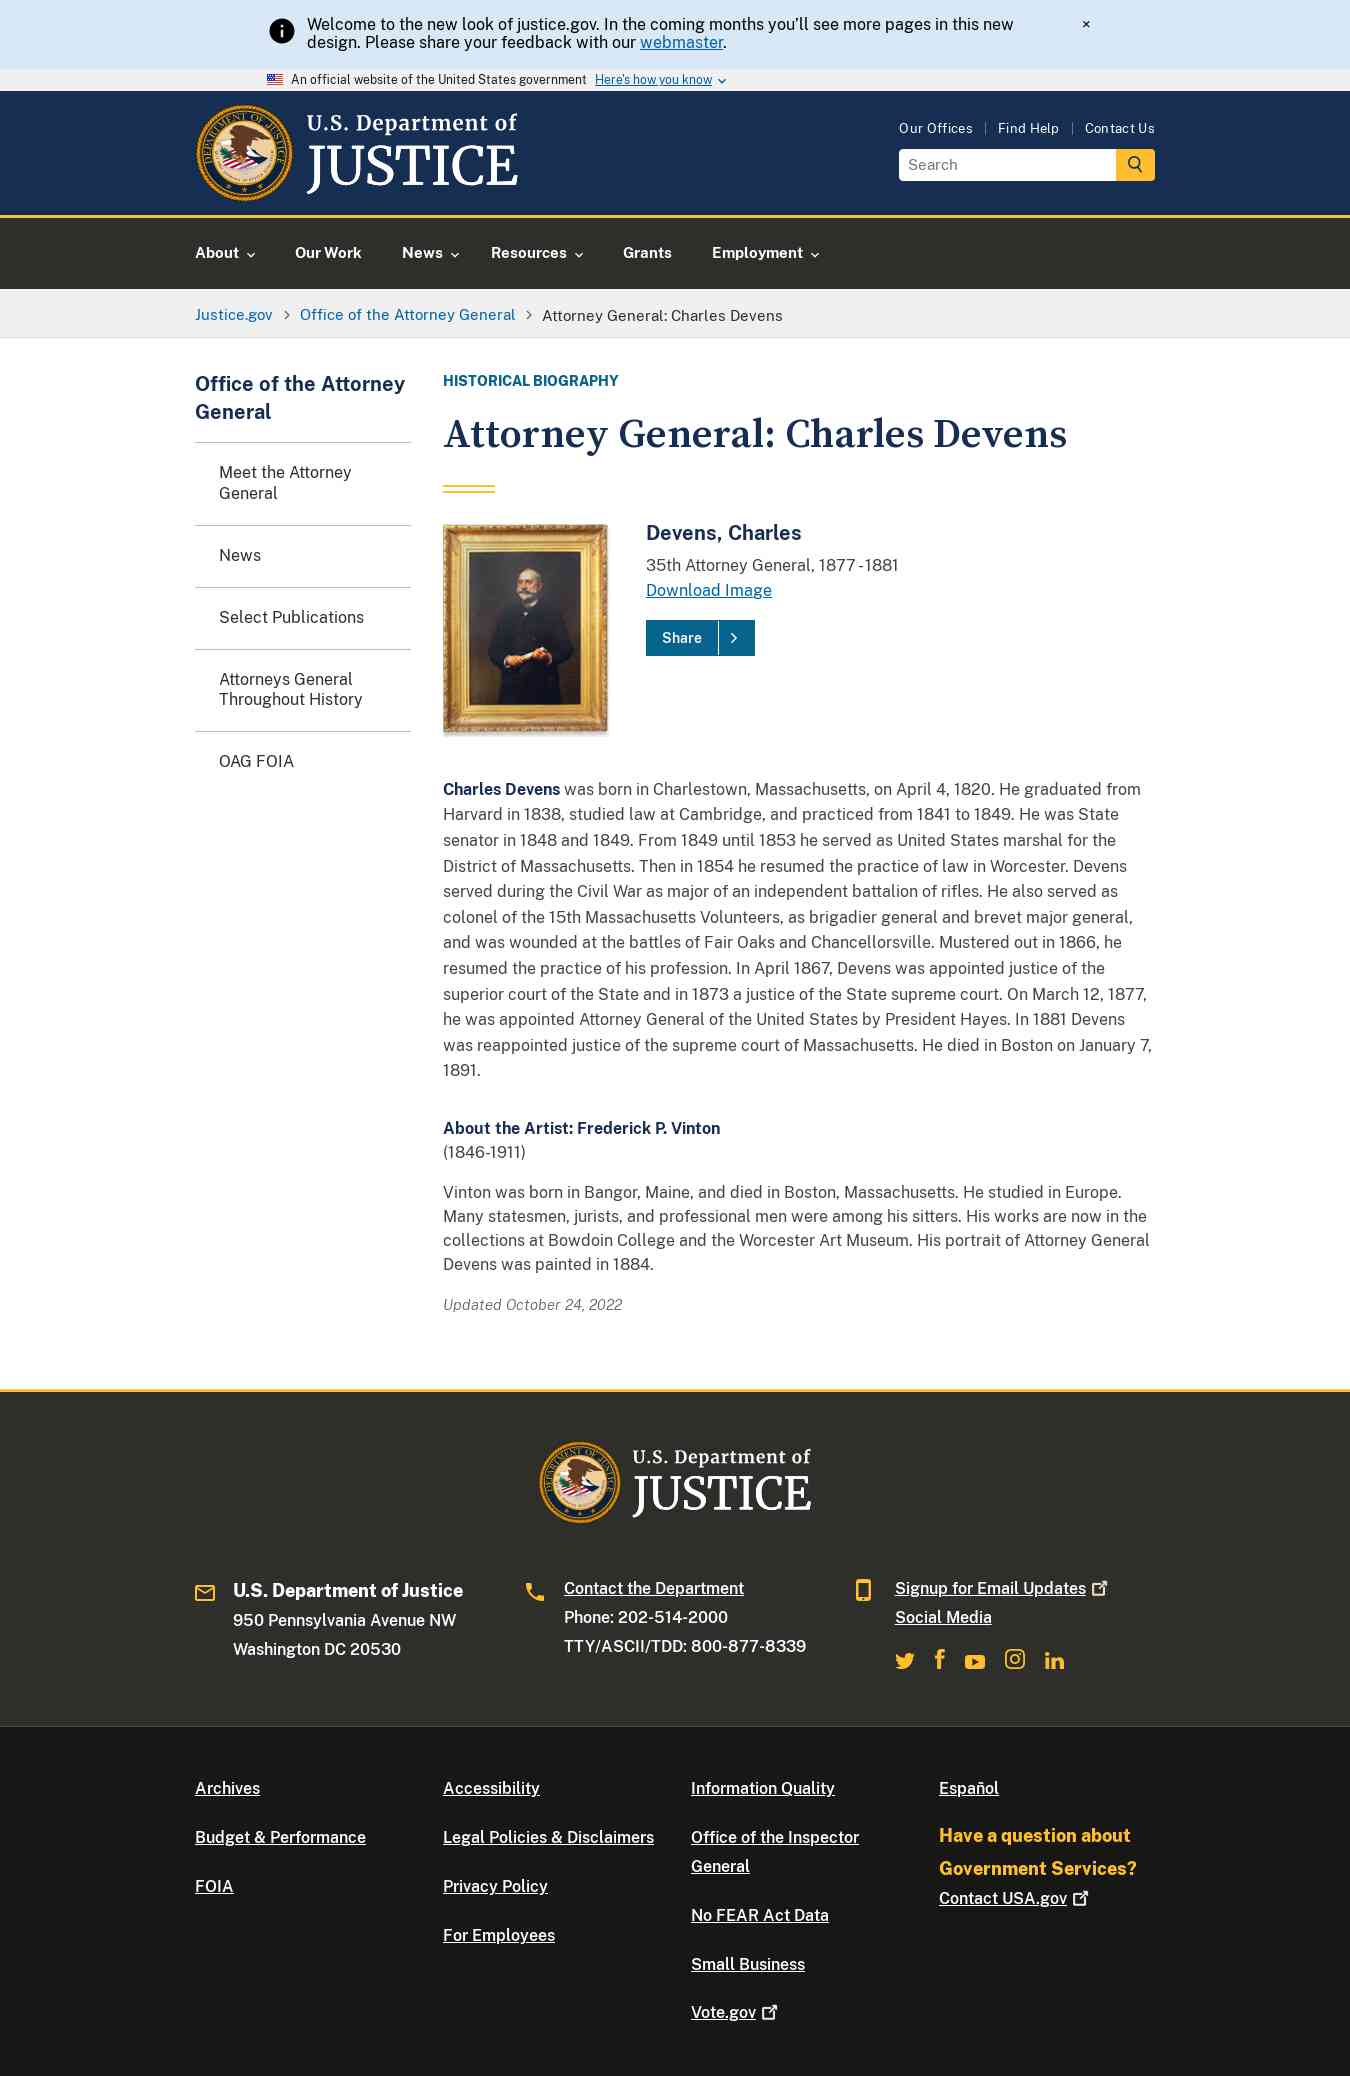 Welcome to the new look of justice.gov. In the coming months you'll see more pages in this new
design. Please share your feedback with our webmaster.
×
An official website of the United States government Here's how you know
U.S. Department of
JUSTICE
Our Offices
Find Help
Contact Us
Search
About
Our Work
News
Resources
Grants
Employment
Justice.gov
Office of the Attorney General
Attorney General: Charles Devens
Office of the Attorney
General
Meet the Attorney
General
News
Select Publications
Attorneys General
Throughout History
OAG FOIA
HISTORICAL BIOGRAPHY
Attorney General: Charles Devens
Devens, Charles
35th Attorney General, 1877 - 1881
Download Image
Share
Charles Devens was born in Charlestown, Massachusetts, on April 4, 1820. He graduated from
Harvard in 1838, studied law at Cambridge, and practiced from 1841 to 1849. He was State
senator in 1848 and 1849. From 1849 until 1853 he served as United States marshal for the
District of Massachusetts. Then in 1854 he resumed the practice of law in Worcester. Devens
served during the Civil War as major of an independent battalion of rifles. He also served as
colonel of the 15th Massachusetts Volunteers, as brigadier general and brevet major general,
and was wounded at the battles of Fair Oaks and Chancellorsville. Mustered out in 1866, he
resumed the practice of his profession. In April 1867, Devens was appointed justice of the
superior court of the State and in 1873 a justice of the State supreme court. On March 12, 1877,
he was appointed Attorney General of the United States by President Hayes. In 1881 Devens
was reappointed justice of the supreme court of Massachusetts. He died in Boston on January 7,
1891.
About the Artist: Frederick P. Vinton
(1846-1911)
Vinton was born in Bangor, Maine, and died in Boston, Massachusetts. He studied in Europe.
Many statesmen, jurists, and professional men were among his sitters. His works are now in the
collections at Bowdoin College and the Worcester Art Museum. His portrait of Attorney General
Devens was painted in 1884.
Updated October 24, 2022
U.S. Department of
JUSTICE
U.S. Department of Justice
950 Pennsylvania Avenue NW
Washington DC 20530
Contact the Department
Phone: 202-514-2000
TTY/ASCII/TDD: 800-877-8339
Signup for Email Updates
Social Media
Archives
Budget & Performance
FOIA
Accessibility
Legal Policies & Disclaimers
Privacy Policy
For Employees
Information Quality
Office of the Inspector
General
No FEAR Act Data
Small Business
Vote.gov
Español
Have a question about
Government Services?
Contact USA.gov